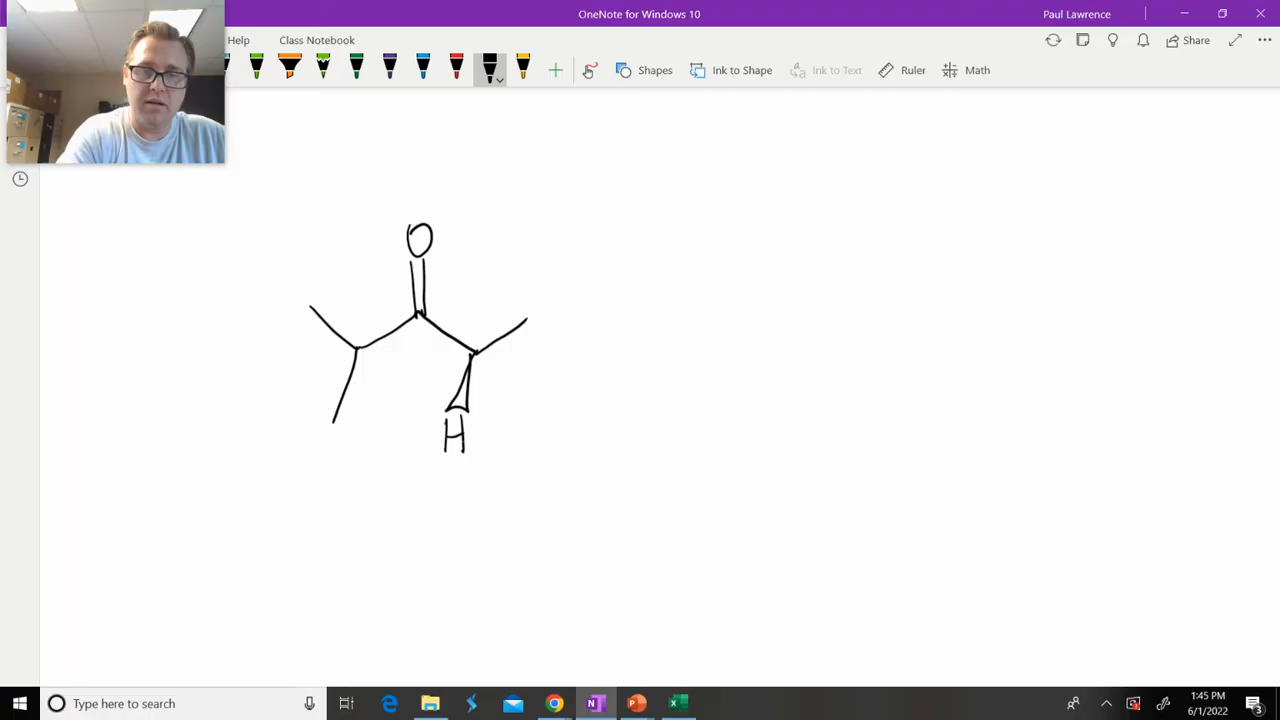 OneNote for Windows 10
Paul Lawrence
Help
Class Notebook
Share
Shapes
Ink to Shape
Ink to Text
Ruler
Math
O
H
Type here to search
1:45 PM
6/1/2022
3